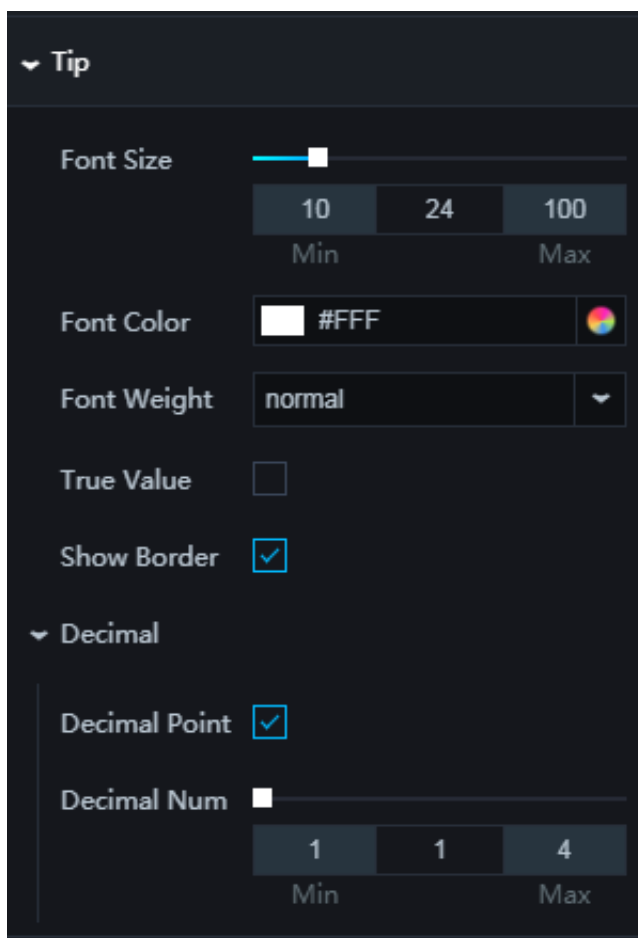 Tip
Font Size
10 24 100
Min Max
Font Color #FFF
Font Weight normal
True Value
Show Border
Decimal
Decimal Point
Decimal Num
1 1 4
Min Max